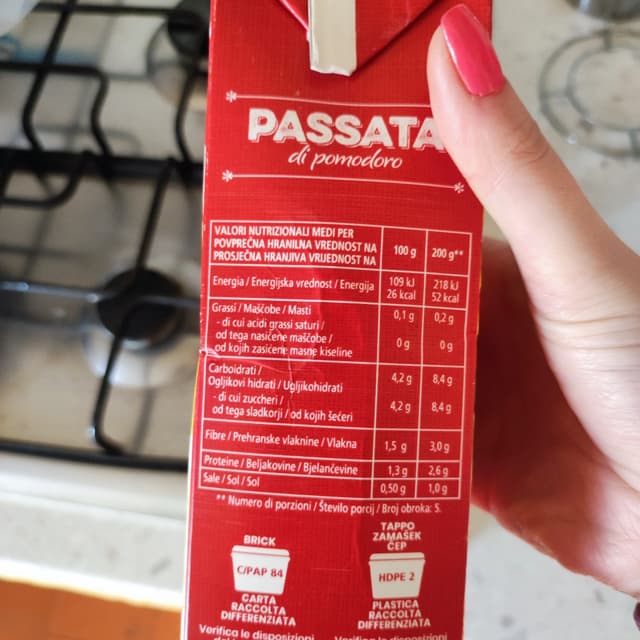 PASSATA
di pomodoro
VALORI NUTRIZIONALI MEDI PER
POVPREČNA HRANILNA VREDNOST NA
PROSJEČNA HRANJIVA VRIJEDNOST NA
100 g
200 g**
Energia / Energijska vrednost / Energija
109 kJ
26 kcal
218 kJ
52 kcal
Grassi / Maščobe / Masti
0,1 g
0,2 g
- di cui acidi grassi saturi /
od tega nasičene maščobe /
od kojih zasićene masne kiseline
0 g
0 g
Carboidrati /
Ogljikovi hidrati / Ugljikohidrati
4,2 g
8,4 g
- di cui zuccheri /
od tega sladkorji / od kojih šećeri
4,2 g
8,4 g
Fibre / Prehranske vlaknine / Vlakna
1,5 g
3,0 g
Proteine / Beljakovine / Bjelančevine
1,3 g
2,6 g
Sale / Sol / Sol
0,50 g
1,0 g
** Numero di porzioni / Število porcij / Broj obroka: 5.
BRICK
C/PAP 84
CARTA
RACCOLTA
DIFFERENZIATA
Verifica le disposizioni
TAPPO
ZAMAŠEK
ČEP
HDPE 2
PLASTICA
RACCOLTA
DIFFERENZIATA
Verifica le disposizioni